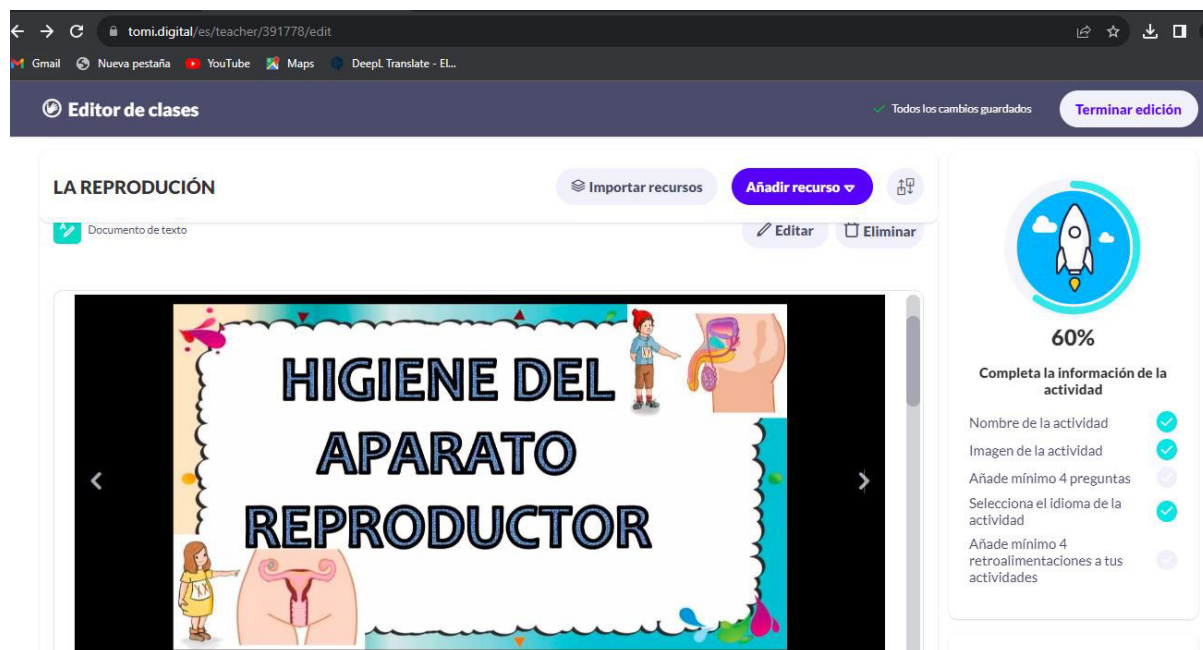 tomi.digital/es/teacher/391778/edit
Gmail Nueva pestaña YouTube Maps DeepL Translate - El...
Editor de clases
Todos los cambios guardados
Terminar edición
LA REPRODUCIÓN
Importar recursos
Añadir recurso
Documento de texto
Editar
Eliminar
HIGIENE DEL
APARATO
REPRODUCTOR
60%
Completa la información de la
actividad
Nombre de la actividad
Imagen de la actividad
Añade mínimo 4 preguntas
Selecciona el idioma de la
actividad
Añade mínimo 4
retroalimentaciones a tus
actividades